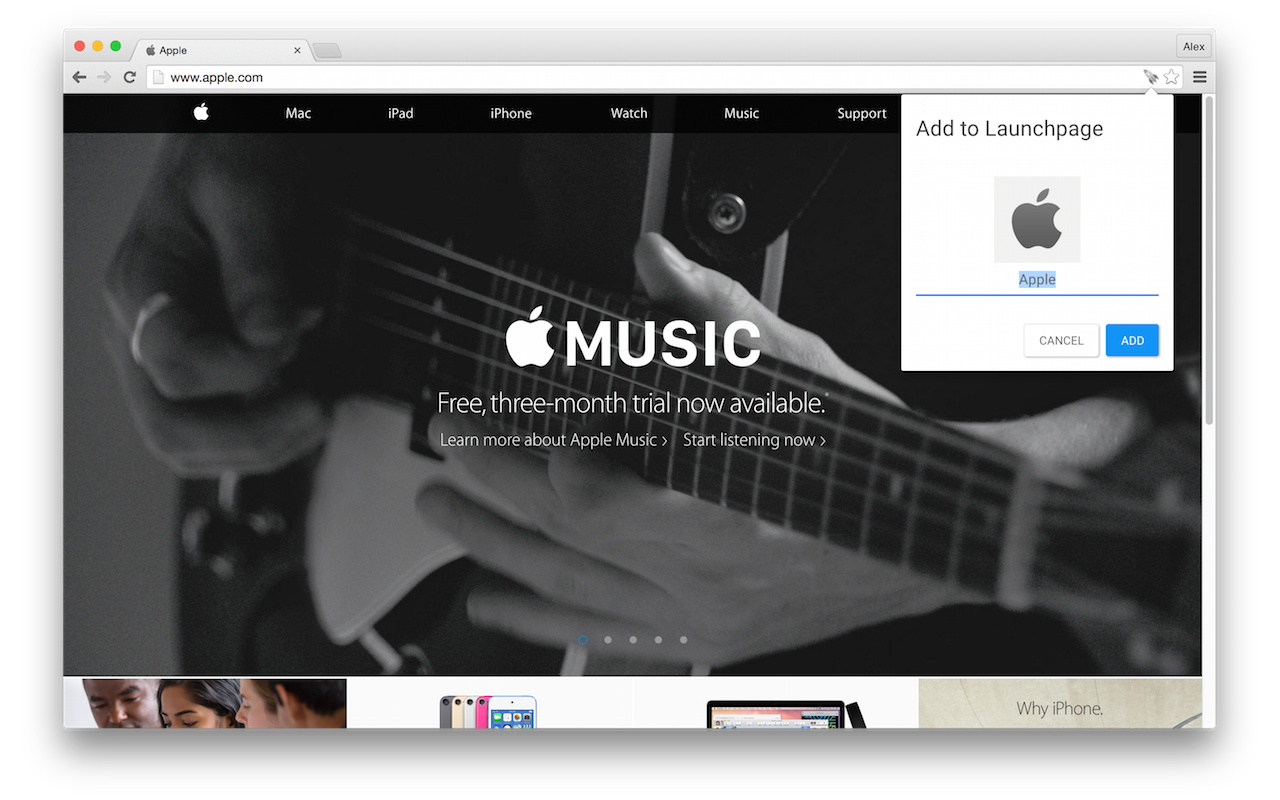 Apple
Alex
www.apple.com
Mac iPad iPhone Watch Music Support
Add to Launchpage
Apple
CANCEL ADD
MUSIC
Free, three-month trial now available.
Learn more about Apple Music > Start listening now >
Why iPhone.